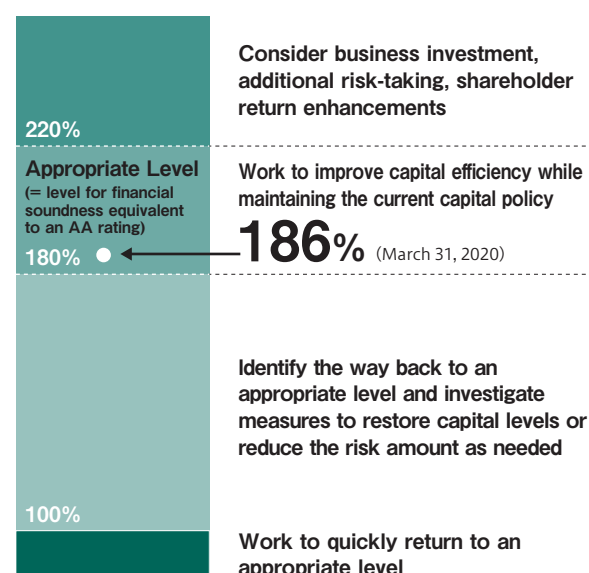 Consider business investment,
additional risk-taking, shareholder
return enhancements
220%
Appropriate Level
(= level for financial
soundness equivalent
to an AA rating)
180%
Work to improve capital efficiency while
maintaining the current capital policy
186% (March 31, 2020)
Identify the way back to an
appropriate level and investigate
measures to restore capital levels or
reduce the risk amount as needed
100%
Work to quickly return to an
appropriate level